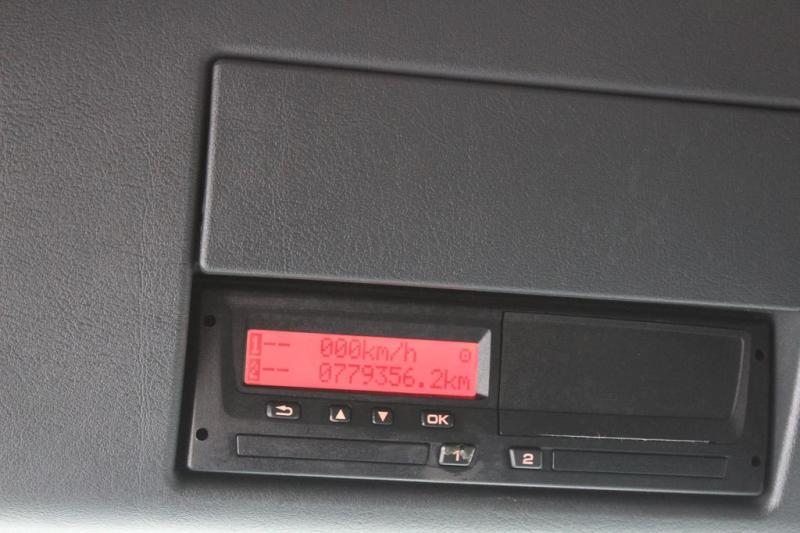 1-- 000km/h
2-- 0779356.2km
▲ ▼ OK
1 2